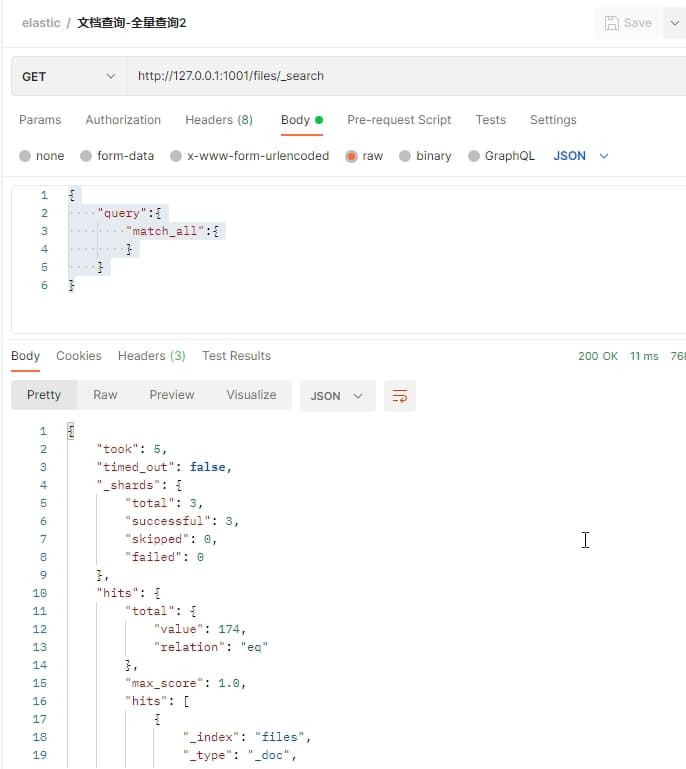 elastic / 文档查询-全量查询2
Save
GET http://127.0.0.1:1001/files/_search
Params Authorization Headers (8) Body Pre-request Script Tests Settings
none form-data x-www-form-urlencoded raw binary GraphQL JSON
1 {
2 "query":{
3 "match_all":{
4 }
5 }
6 }
Body Cookies Headers (3) Test Results 200 OK 11 ms
Pretty Raw Preview Visualize JSON
1 {
2 "took": 5,
3 "timed_out": false,
4 "_shards": {
5 "total": 3,
6 "successful": 3,
7 "skipped": 0,
8 "failed": 0
9 },
10 "hits": {
11 "total": {
12 "value": 174,
13 "relation": "eq"
14 },
15 "max_score": 1.0,
16 "hits": [
17 {
18 "_index": "files",
19 "_type": "_doc",